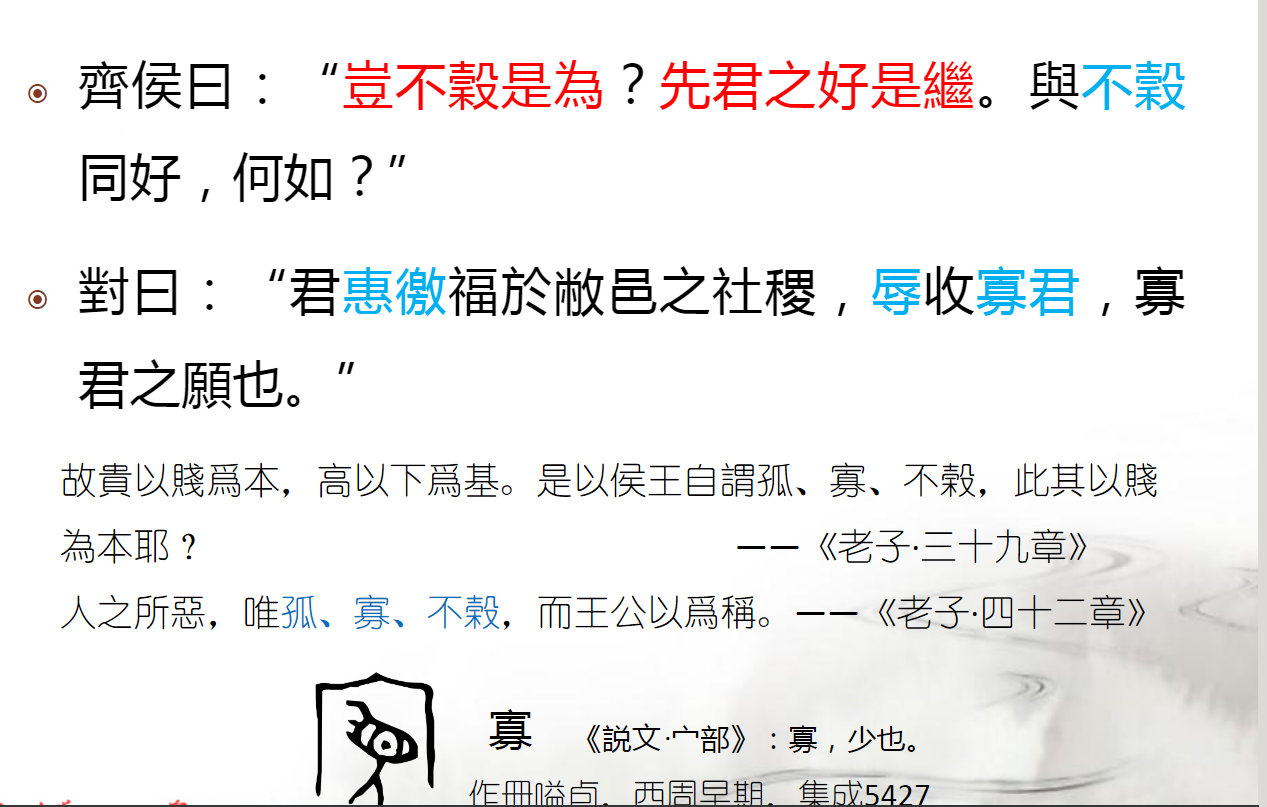 齊侯曰：“豈不穀是為？先君之好是繼。與不穀
同好，何如？”
對曰：“君惠徼福於敝邑之社稷，辱收寡君，寡
君之願也。”
故貴以賤爲本，高以下爲基。是以侯王自謂孤、寡、不穀，此其以賤
為本耶？ ——《老子·三十九章》
人之所惡，唯孤、寡、不穀，而王公以爲稱。——《老子·四十二章》
寡 《説文·宀部》：寡，少也。
作冊嗌卣，西周早期，集成5427